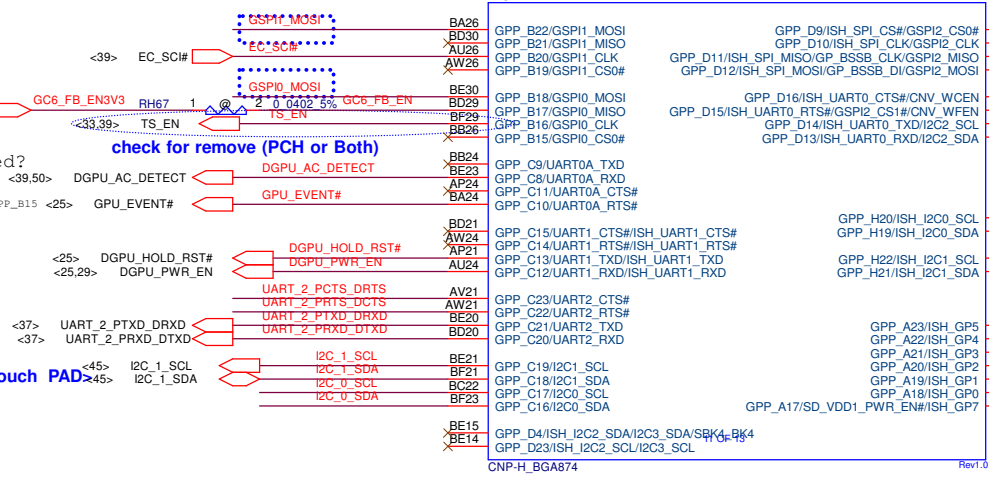 GSPI1_MOSI BA26 GPP_B22/GSPI1_MOSI GPP_D9/ISH_SPI_CS#/GSPI2_CS0#
BD30 GPP_B21/GSPI1_MISO GPP_D10/ISH_SPI_CLK/GSPI2_CLK
<39> EC_SCI# EC_SCI# AU26 GPP_B20/GSPI1_CLK GPP_D11/ISH_SPI_MISO/GP_BSSB_CLK/GSPI2_MISO
AW26 GPP_B19/GSPI1_CS0# GPP_D12/ISH_SPI_MOSI/GP_BSSB_DI/GSPI2_MOSI
GSPI0_MOSI BE30 GPP_B18/GSPI0_MOSI GPP_D16/ISH_UART0_CTS#/CNV_WCEN
GC6_FB_EN3V3 RH67 1 @ 2 0_0402_5% GC6_FB_EN BD29 GPP_B17/GSPI0_MISO GPP_D15/ISH_UART0_RTS#/GSPI2_CS1#/CNV_WFEN
<33,39> TS_EN TS_EN BF29 GPP_B16/GSPI0_CLK GPP_D14/ISH_UART0_TXD/I2C2_SCL
BB26 GPP_B15/GSPI0_CS0# GPP_D13/ISH_UART0_RXD/I2C2_SDA
check for remove (PCH or Both)
ed? BB24 GPP_C9/UART0A_TXD
<39,50> DGPU_AC_DETECT DGPU_AC_DETECT BE23 GPP_C8/UART0A_RXD
AP24 GPP_C11/UART0A_CTS#
PP_B15 <25> GPU_EVENT# GPU_EVENT# BA24 GPP_C10/UART0A_RTS#
GPP_H20/ISH_I2C0_SCL
BD21 GPP_C15/UART1_CTS#/ISH_UART1_CTS# GPP_H19/ISH_I2C0_SDA
AW24 GPP_C14/UART1_RTS#/ISH_UART1_RTS#
<25> DGPU_HOLD_RST# DGPU_HOLD_RST# AP21 GPP_C13/UART1_TXD/ISH_UART1_TXD GPP_H22/ISH_I2C1_SCL
<25,29> DGPU_PWR_EN DGPU_PWR_EN AU24 GPP_C12/UART1_RXD/ISH_UART1_RXD GPP_H21/ISH_I2C1_SDA
UART_2_PCTS_DRTS AV21 GPP_C23/UART2_CTS#
UART_2_PRTS_DCTS AW21 GPP_C22/UART2_RTS#
<37> UART_2_PTXD_DRXD UART_2_PTXD_DRXD BE20 GPP_C21/UART2_TXD GPP_A23/ISH_GP5
<37> UART_2_PRXD_DTXD UART_2_PRXD_DTXD BD20 GPP_C20/UART2_RXD GPP_A22/ISH_GP4
GPP_A21/ISH_GP3
<45> I2C_1_SCL I2C_1_SCL BE21 GPP_C19/I2C1_SCL GPP_A20/ISH_GP2
ouch PAD> <45> I2C_1_SDA I2C_1_SDA BF21 GPP_C18/I2C1_SDA GPP_A19/ISH_GP1
I2C_0_SCL BC22 GPP_C17/I2C0_SCL GPP_A18/ISH_GP0
I2C_0_SDA BF23 GPP_C16/I2C0_SDA GPP_A17/SD_VDD1_PWR_EN#/ISH_GP7
BE15 GPP_D4/ISH_I2C2_SDA/I2C3_SDA/SBK4_BK4
11 OF 13
BE14 GPP_D23/ISH_I2C2_SCL/I2C3_SCL
CNP-H_BGA874 Rev1.0